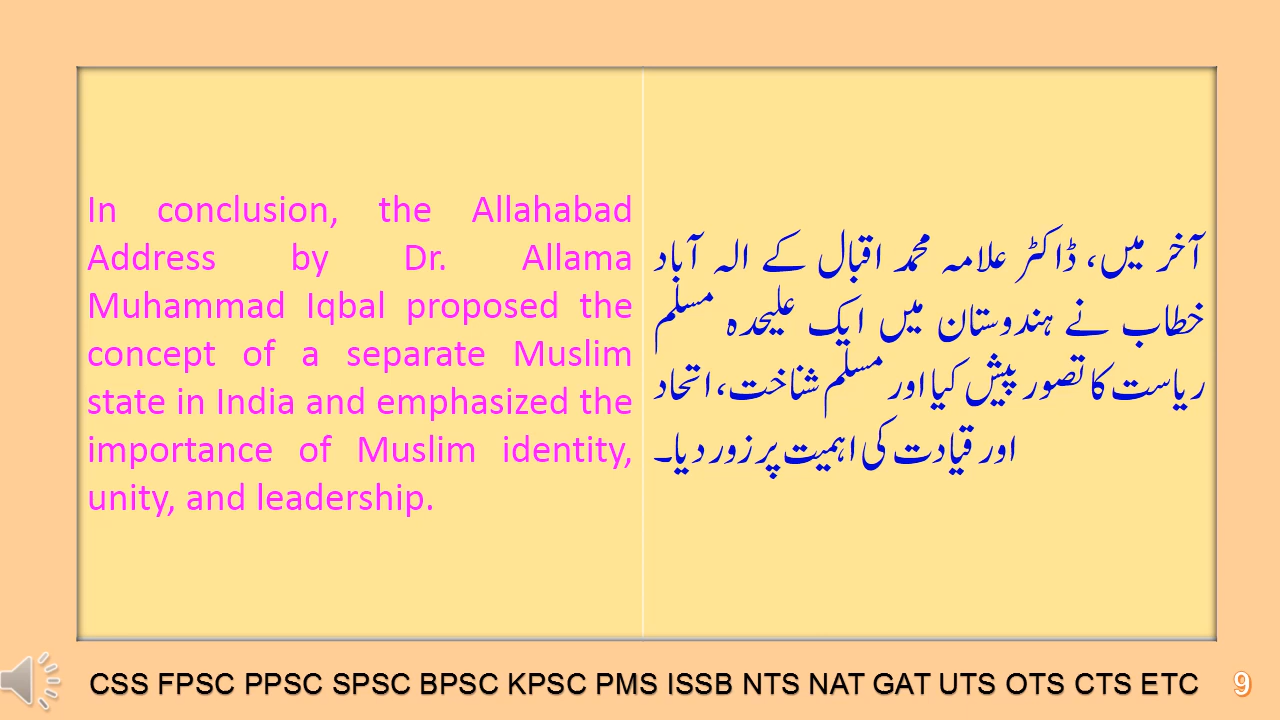 In conclusion, the Allahabad
Address by Dr. Allama
Muhammad Iqbal proposed the
concept of a separate Muslim
state in India and emphasized the
importance of Muslim identity,
unity, and leadership.
آخر میں، ڈاکٹر علامہ محمد اقبال کے الہ آباد
خطاب نے ہندوستان میں ایک علیحدہ مسلم
ریاست کا تصور پیش کیا اور مسلم شناخت، اتحاد
اور قیادت کی اہمیت پر زور دیا۔
CSS FPSC PPSC SPSC BPSC KPSC PMS ISSB NTS NAT GAT UTS OTS CTS ETC
9